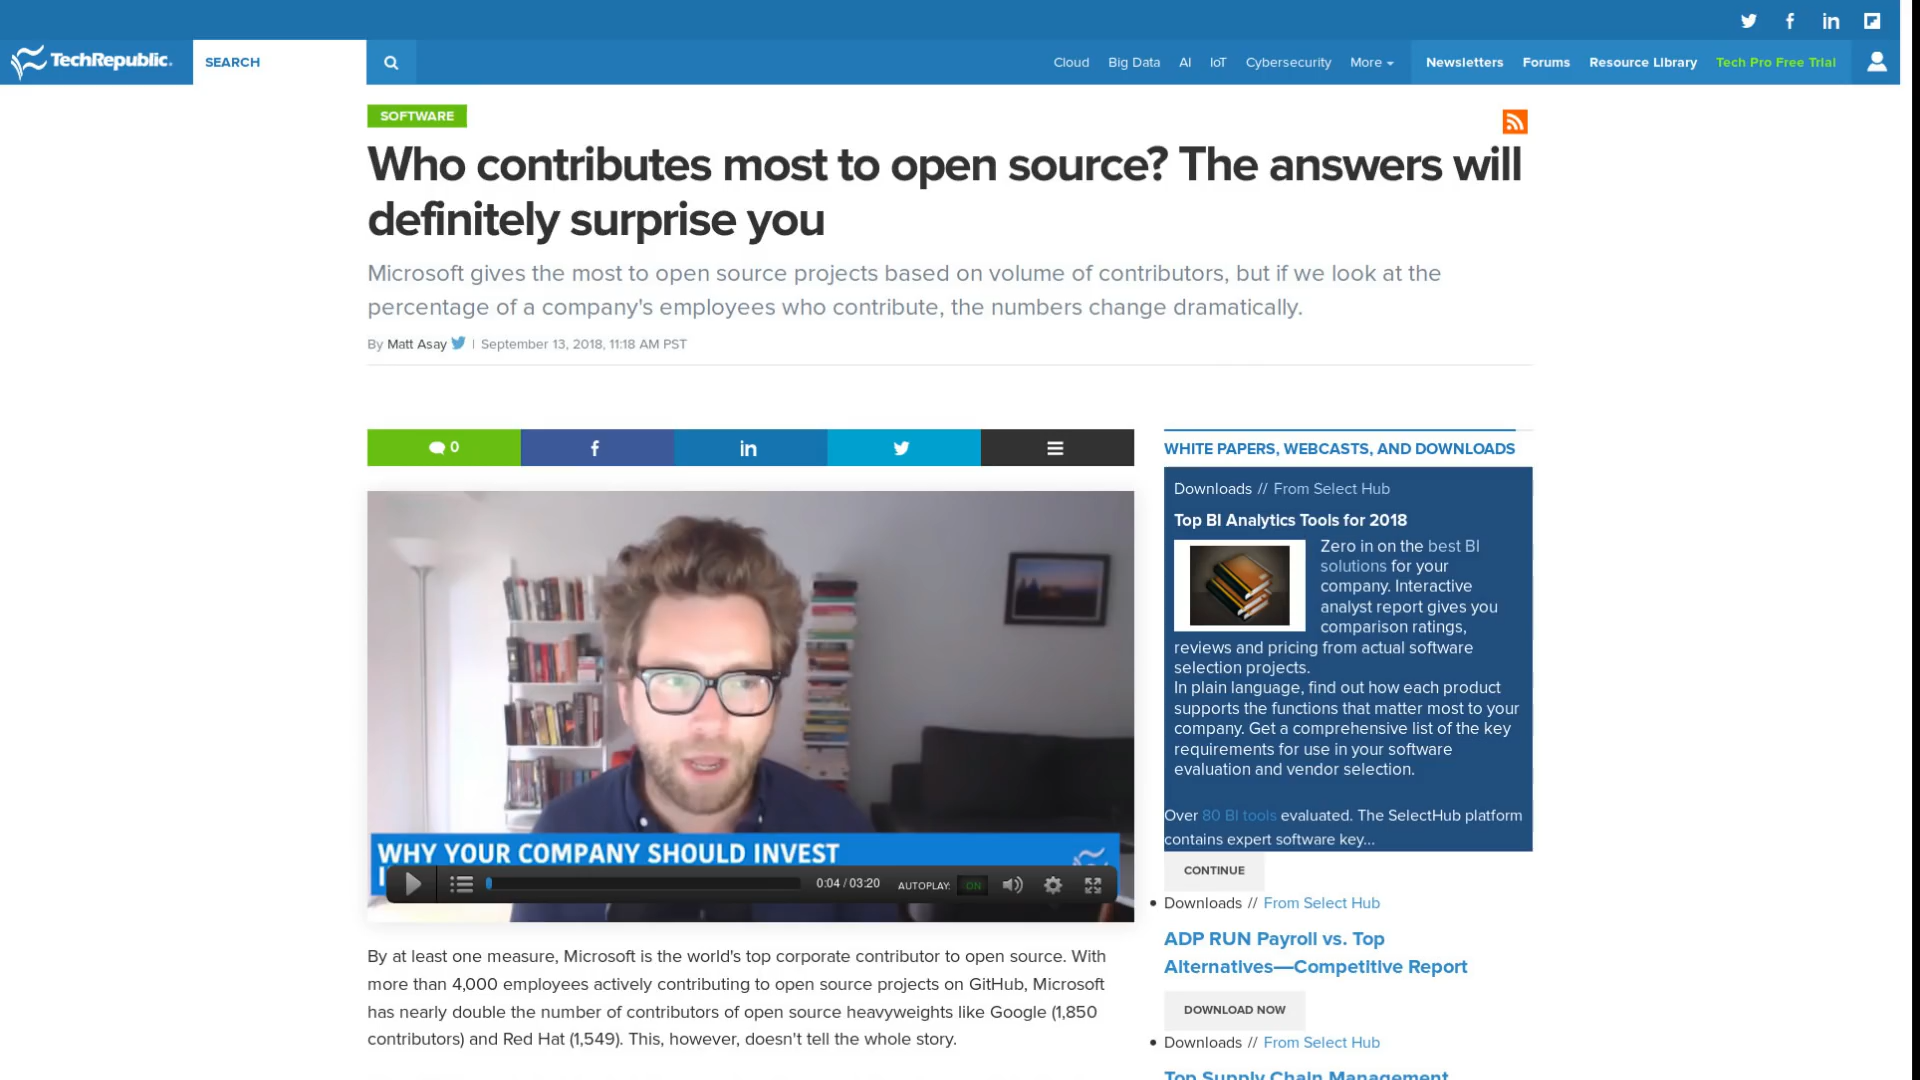 TechRepublic.
SEARCH
Cloud Big Data AI IoT Cybersecurity More Newsletters Forums Resource Library Tech Pro Free Trial
SOFTWARE
Who contributes most to open source? The answers will
definitely surprise you
Microsoft gives the most to open source projects based on volume of contributors, but if we look at the
percentage of a company's employees who contribute, the numbers change dramatically.
By Matt Asay | September 13, 2018, 11:18 AM PST
0
WHY YOUR COMPANY SHOULD INVEST
0:04 / 03:20 AUTOPLAY: ON
By at least one measure, Microsoft is the world's top corporate contributor to open source. With
more than 4,000 employees actively contributing to open source projects on GitHub, Microsoft
has nearly double the number of contributors of open source heavyweights like Google (1,850
contributors) and Red Hat (1,549). This, however, doesn't tell the whole story.
WHITE PAPERS, WEBCASTS, AND DOWNLOADS
Downloads // From Select Hub
Top BI Analytics Tools for 2018
Zero in on the best BI
solutions for your
company. Interactive
analyst report gives you
comparison ratings,
reviews and pricing from actual software
selection projects.
In plain language, find out how each product
supports the functions that matter most to your
company. Get a comprehensive list of the key
requirements for use in your software
evaluation and vendor selection.
Over 80 BI tools evaluated. The SelectHub platform
contains expert software key...
CONTINUE
• Downloads // From Select Hub
ADP RUN Payroll vs. Top
Alternatives—Competitive Report
DOWNLOAD NOW
• Downloads // From Select Hub
Top Supply Chain Management